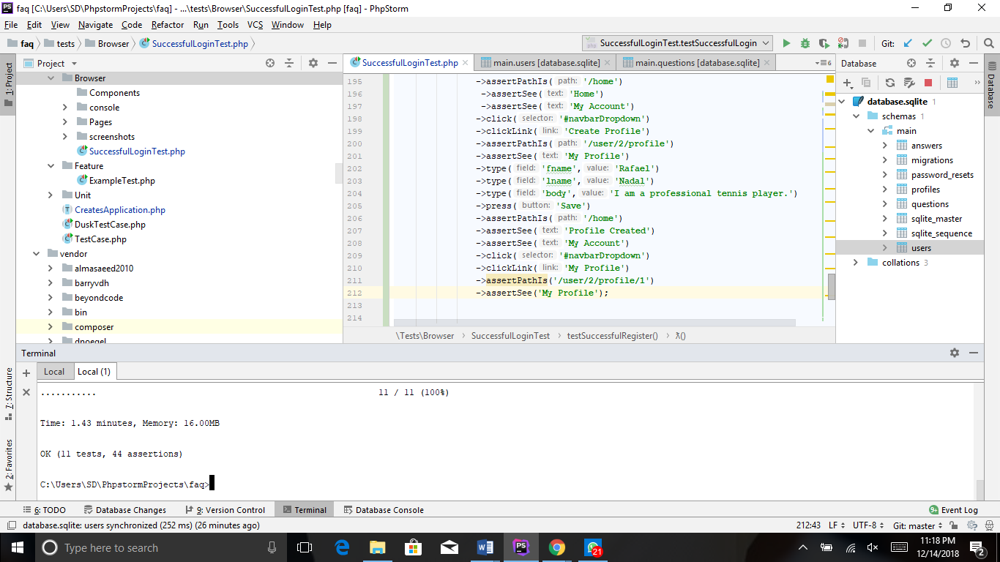 faq [C:\Users\SD\PhpstormProjects\faq] - ...\tests\Browser\SuccessfulLoginTest.php [faq] - PhpStorm
File Edit View Navigate Code Refactor Run Tools VCS Window Help
faq tests Browser SuccessfulLoginTest.php SuccessfulLoginTest.testSuccessfulLogin Git:
1: Project
Project
Browser
Components
console
Pages
screenshots
SuccessfulLoginTest.php
Feature
ExampleTest.php
Unit
CreatesApplication.php
DuskTestCase.php
TestCase.php
vendor
almasaeed2010
barryvdh
beyondcode
bin
composer
dnoegel
SuccessfulLoginTest.php main.users [database.sqlite] main.questions [database.sqlite] 6
195 ->assertPathIs( path: '/home')
196 ->assertSee( text: 'Home')
197 ->assertSee( text: 'My Account')
198 ->click( selector: '#navbarDropdown')
199 ->clickLink( link: 'Create Profile')
200 ->assertPathIs( path: '/user/2/profile')
201 ->assertSee( text: 'My Profile')
202 ->type( field: 'fname', value: 'Rafael')
203 ->type( field: 'lname', value: 'Nadal')
204 ->type( field: 'body', value: 'I am a professional tennis player.')
205 ->press( button: 'Save')
206 ->assertPathIs( path: '/home')
207 ->assertSee( text: 'Profile Created')
208 ->assertSee( text: 'My Account')
209 ->click( selector: '#navbarDropdown')
210 ->clickLink( link: 'My Profile')
211 ->assertPathIs('/user/2/profile/1')
212 ->assertSee('My Profile');
213
214
\Tests\Browser SuccessfulLoginTest testSuccessfulRegister() λ()
Database
database.sqlite 1
schemas 1
main
answers
migrations
password_resets
profiles
questions
sqlite_master
sqlite_sequence
users
collations 3
Database
Terminal
Local Local (1)
7: Structure
2: Favorites
........... 11 / 11 (100%)
Time: 1.43 minutes, Memory: 16.00MB
OK (11 tests, 44 assertions)
C:\Users\SD\PhpstormProjects\faq>
6: TODO Database Changes 9: Version Control Terminal Database Console 9+ Event Log
database.sqlite: users synchronized (252 ms) (26 minutes ago) 212:43 LF UTF-8 Git: master
Type here to search
PS
21
11:18 PM
12/14/2018
2